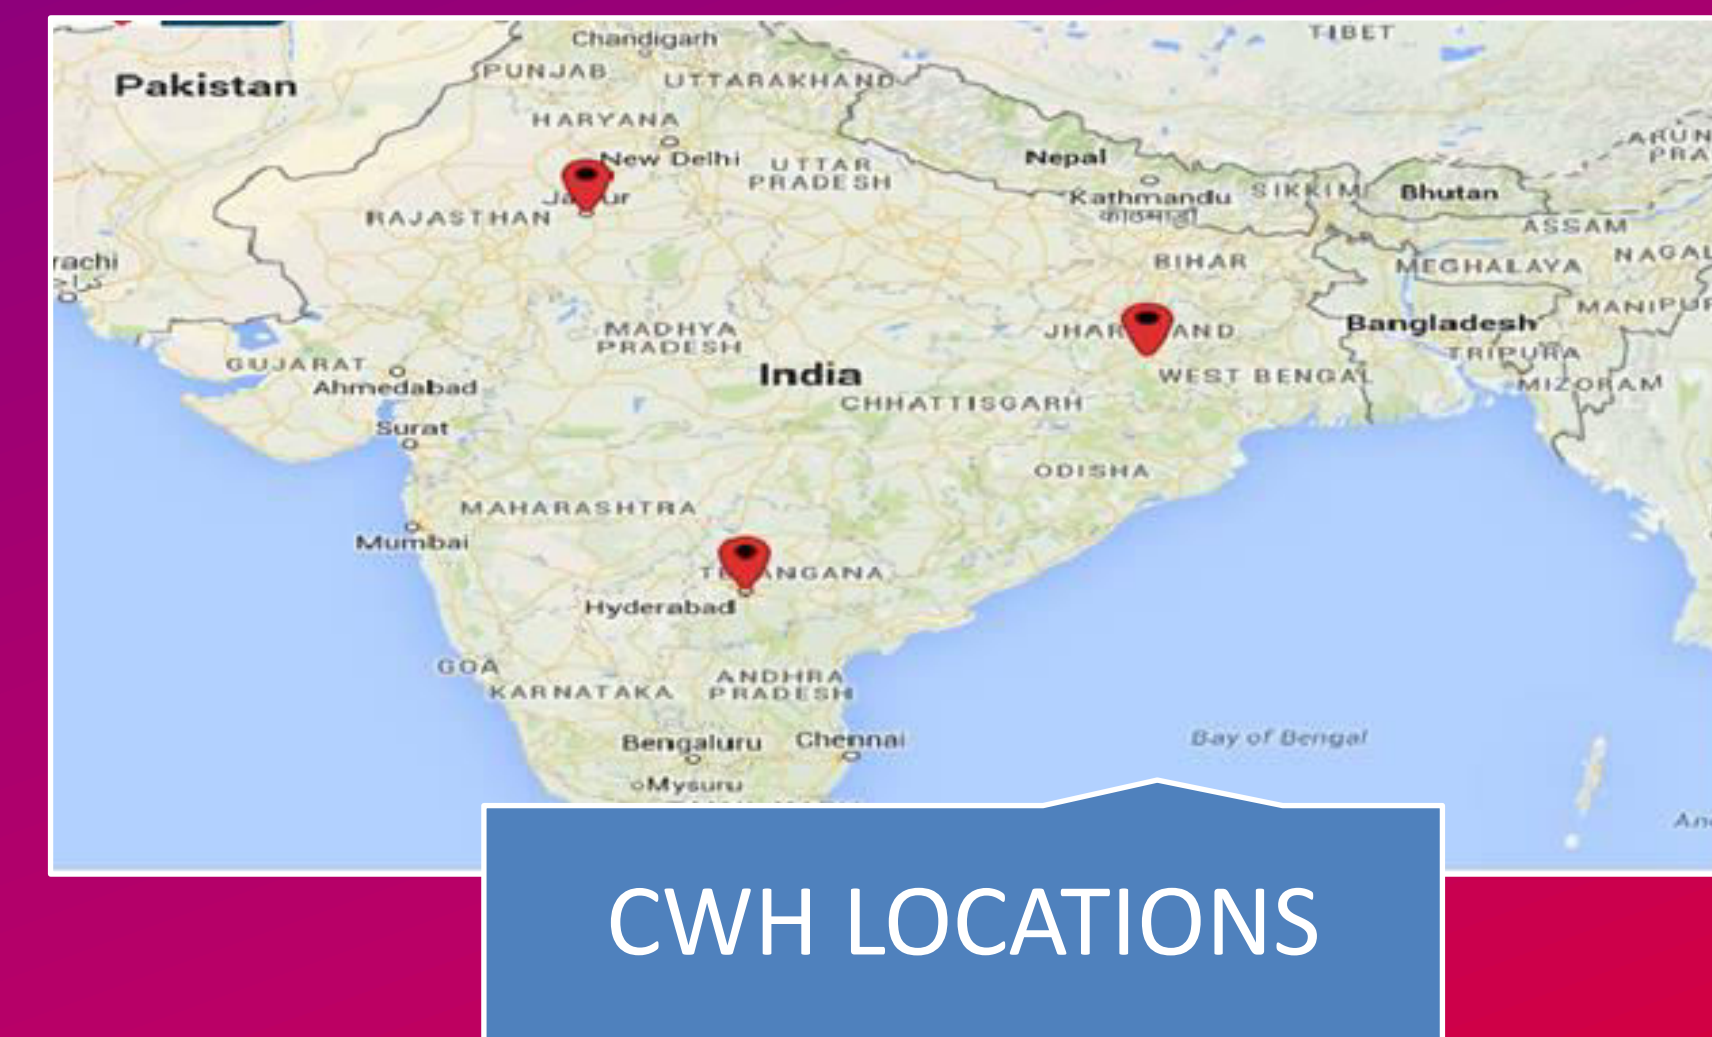 TIBET
Chandigarh
PUNJAB
UTTARAKHAND
Pakistan
HARYANA
New Delhi
UTTAR
PRADESH
Nepal
Kathmandu
काठमाडौं
SIKKIM
Bhutan
RAJASTHAN
ASSAM
BIHAR
MEGHALAYA
MADHYA
PRADESH
Bangladesh
TRIPURA
GUJARAT
Ahmedabad
India
WEST BENGAL
MIZORAM
CHHATTISGARH
Surat
ODISHA
MAHARASHTRA
Mumbai
Hyderabad
GOA
KARNATAKA
ANDHRA
PRADESH
Bengaluru
Chennai
Bay of Bengal
Mysuru
CWH LOCATIONS